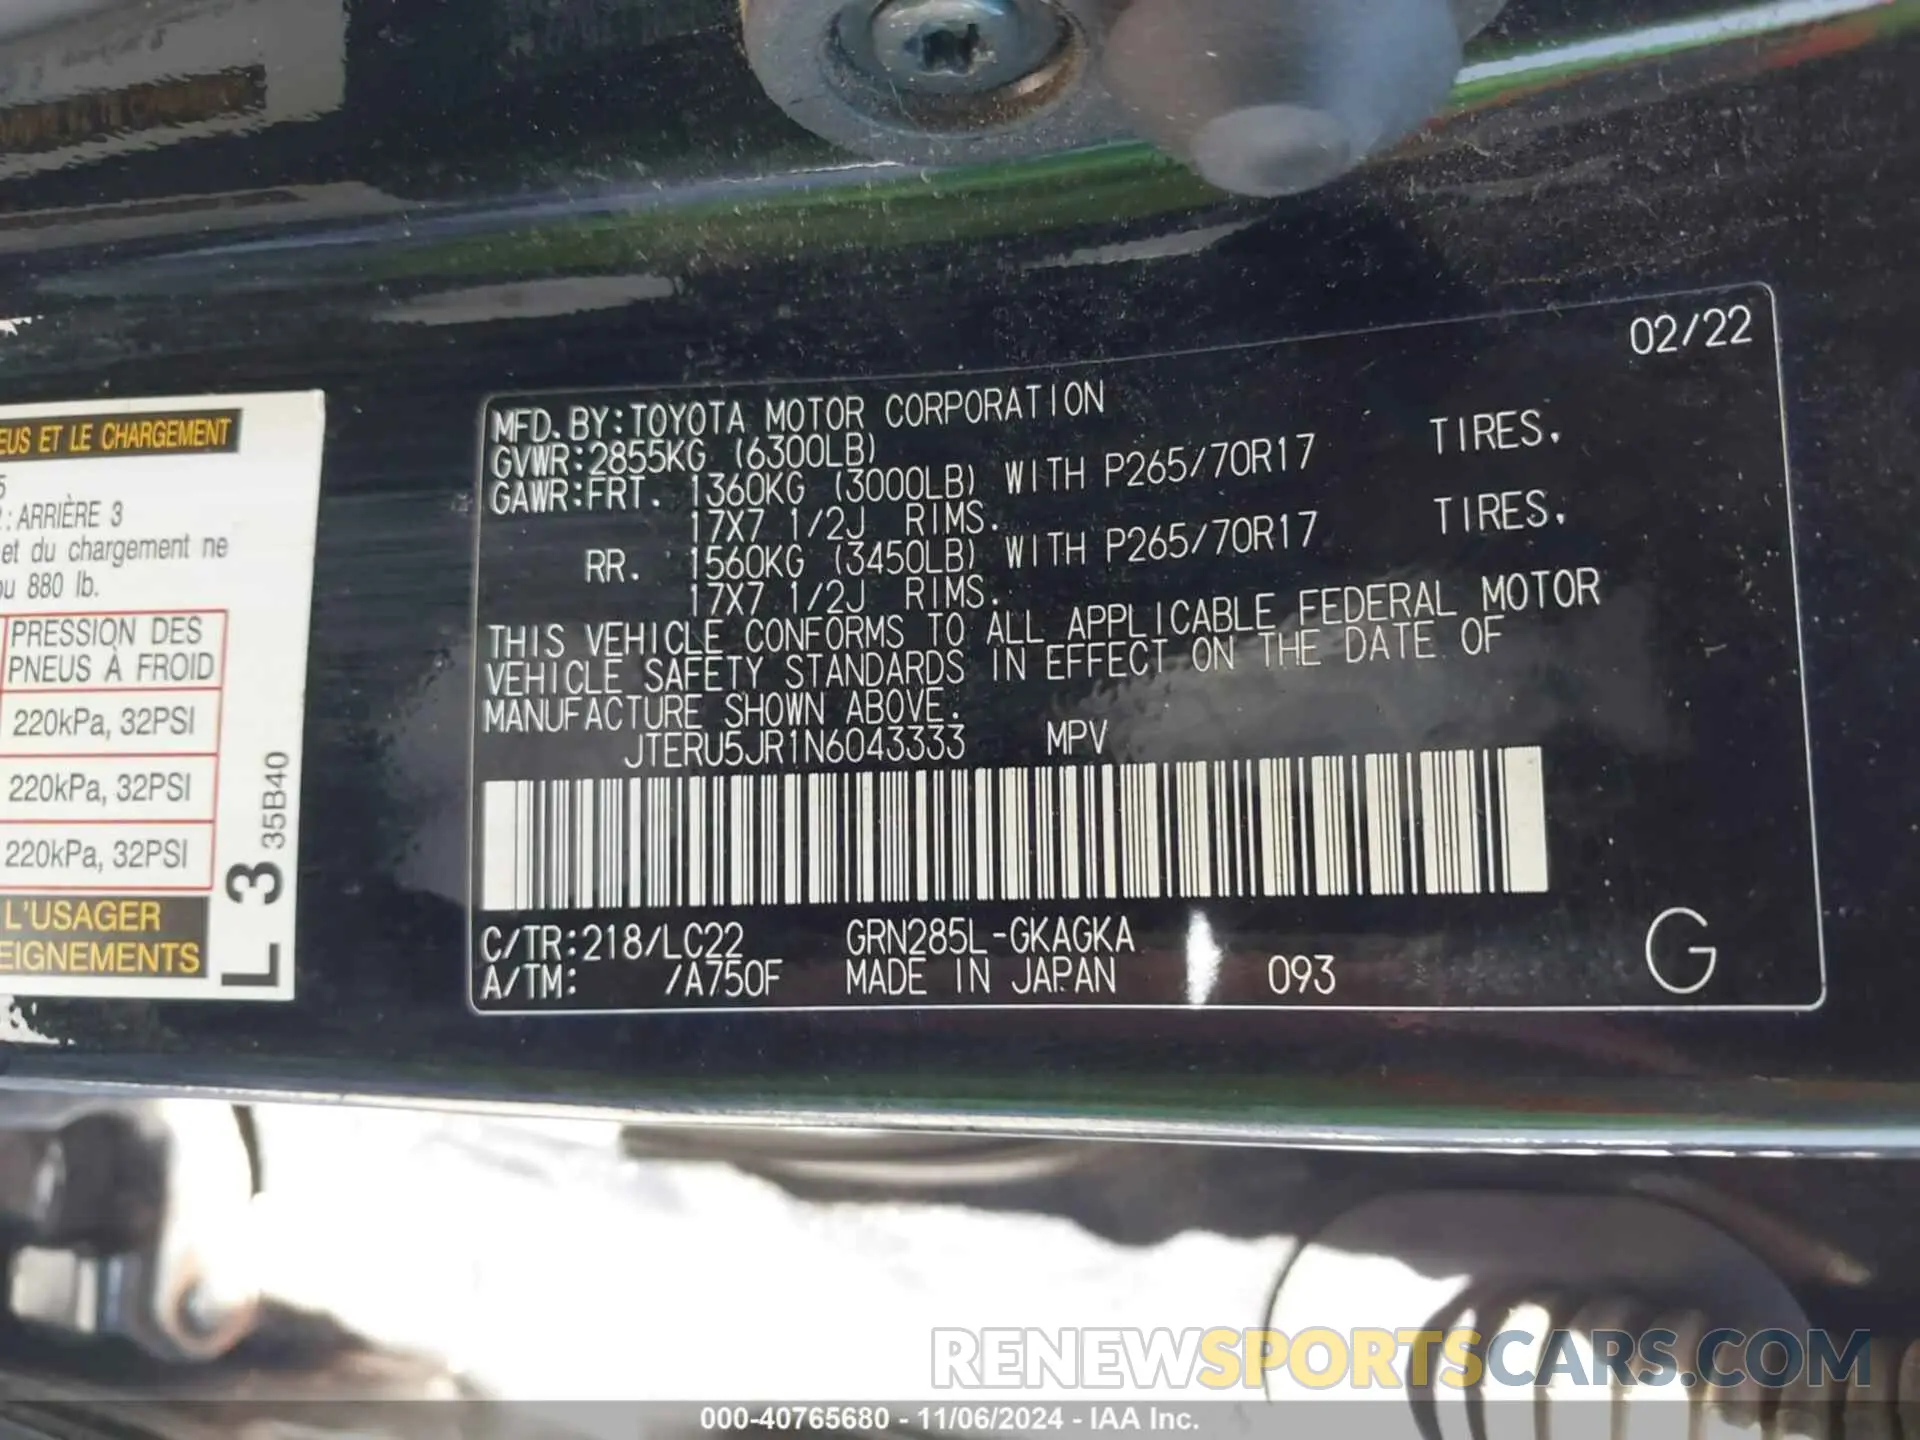 EUS ET LE CHARGEMENT
5
: ARRIÈRE 3
et du chargement ne
ou 880 lb.
PRESSION DES
PNEUS À FROID
220kPa, 32PSI
220kPa, 32PSI
220kPa, 32PSI
L'USAGER
EIGNEMENTS
L 3 35B40
02/22
MFD. BY:TOYOTA MOTOR CORPORATION
GVWR:2855KG (6300LB)
GAWR:FRT. 1360KG (3000LB) WITH P265/70R17 TIRES.
17X7 1/2J RIMS.
RR. 1560KG (3450LB) WITH P265/70R17 TIRES.
17X7 1/2J RIMS.
THIS VEHICLE CONFORMS TO ALL APPLICABLE FEDERAL MOTOR
VEHICLE SAFETY STANDARDS IN EFFECT ON THE DATE OF
MANUFACTURE SHOWN ABOVE.
JTERU5JR1N6043333 MPV
C/TR:218/LC22 GRN285L-GKAGKA
A/TM: /A750F MADE IN JAPAN 093
G
RENEWSPORTSCARS.COM
000-40765680 - 11/06/2024 - IAA Inc.